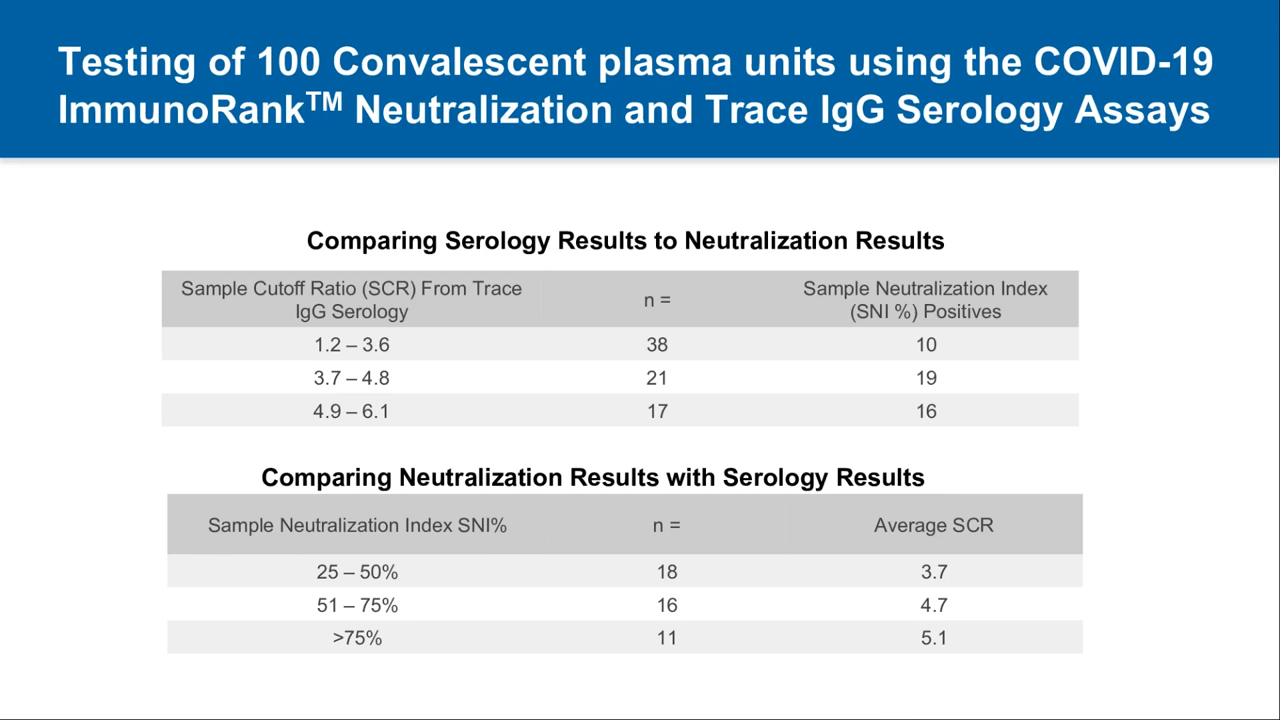 Testing of 100 Convalescent plasma units using the COVID-19
ImmunoRank™ Neutralization and Trace IgG Serology Assays
Comparing Serology Results to Neutralization Results
Sample Cutoff Ratio (SCR) From Trace IgG Serology n = Sample Neutralization Index (SNI %) Positives
1.2 – 3.6 38 10
3.7 – 4.8 21 19
4.9 – 6.1 17 16
Comparing Neutralization Results with Serology Results
Sample Neutralization Index SNI% n = Average SCR
25 – 50% 18 3.7
51 – 75% 16 4.7
>75% 11 5.1